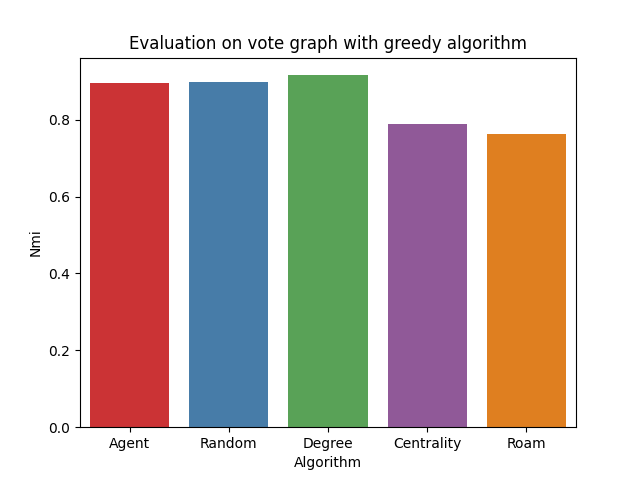 Evaluation on vote graph with greedy algorithm
0.8
0.6
0.4
0.2
0.0
Nmi
Agent Random Degree Centrality Roam
Algorithm